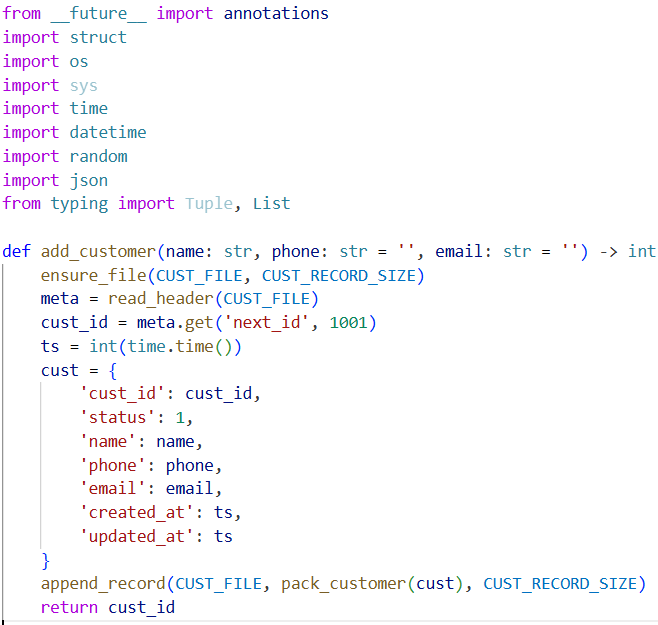 from __future__ import annotations
import struct
import os
import sys
import time
import datetime
import random
import json
from typing import Tuple, List
def add_customer(name: str, phone: str = '', email: str = '') -> int
ensure_file(CUST_FILE, CUST_RECORD_SIZE)
meta = read_header(CUST_FILE)
cust_id = meta.get('next_id', 1001)
ts = int(time.time())
cust = {
'cust_id': cust_id,
'status': 1,
'name': name,
'phone': phone,
'email': email,
'created_at': ts,
'updated_at': ts
}
append_record(CUST_FILE, pack_customer(cust), CUST_RECORD_SIZE)
return cust_id